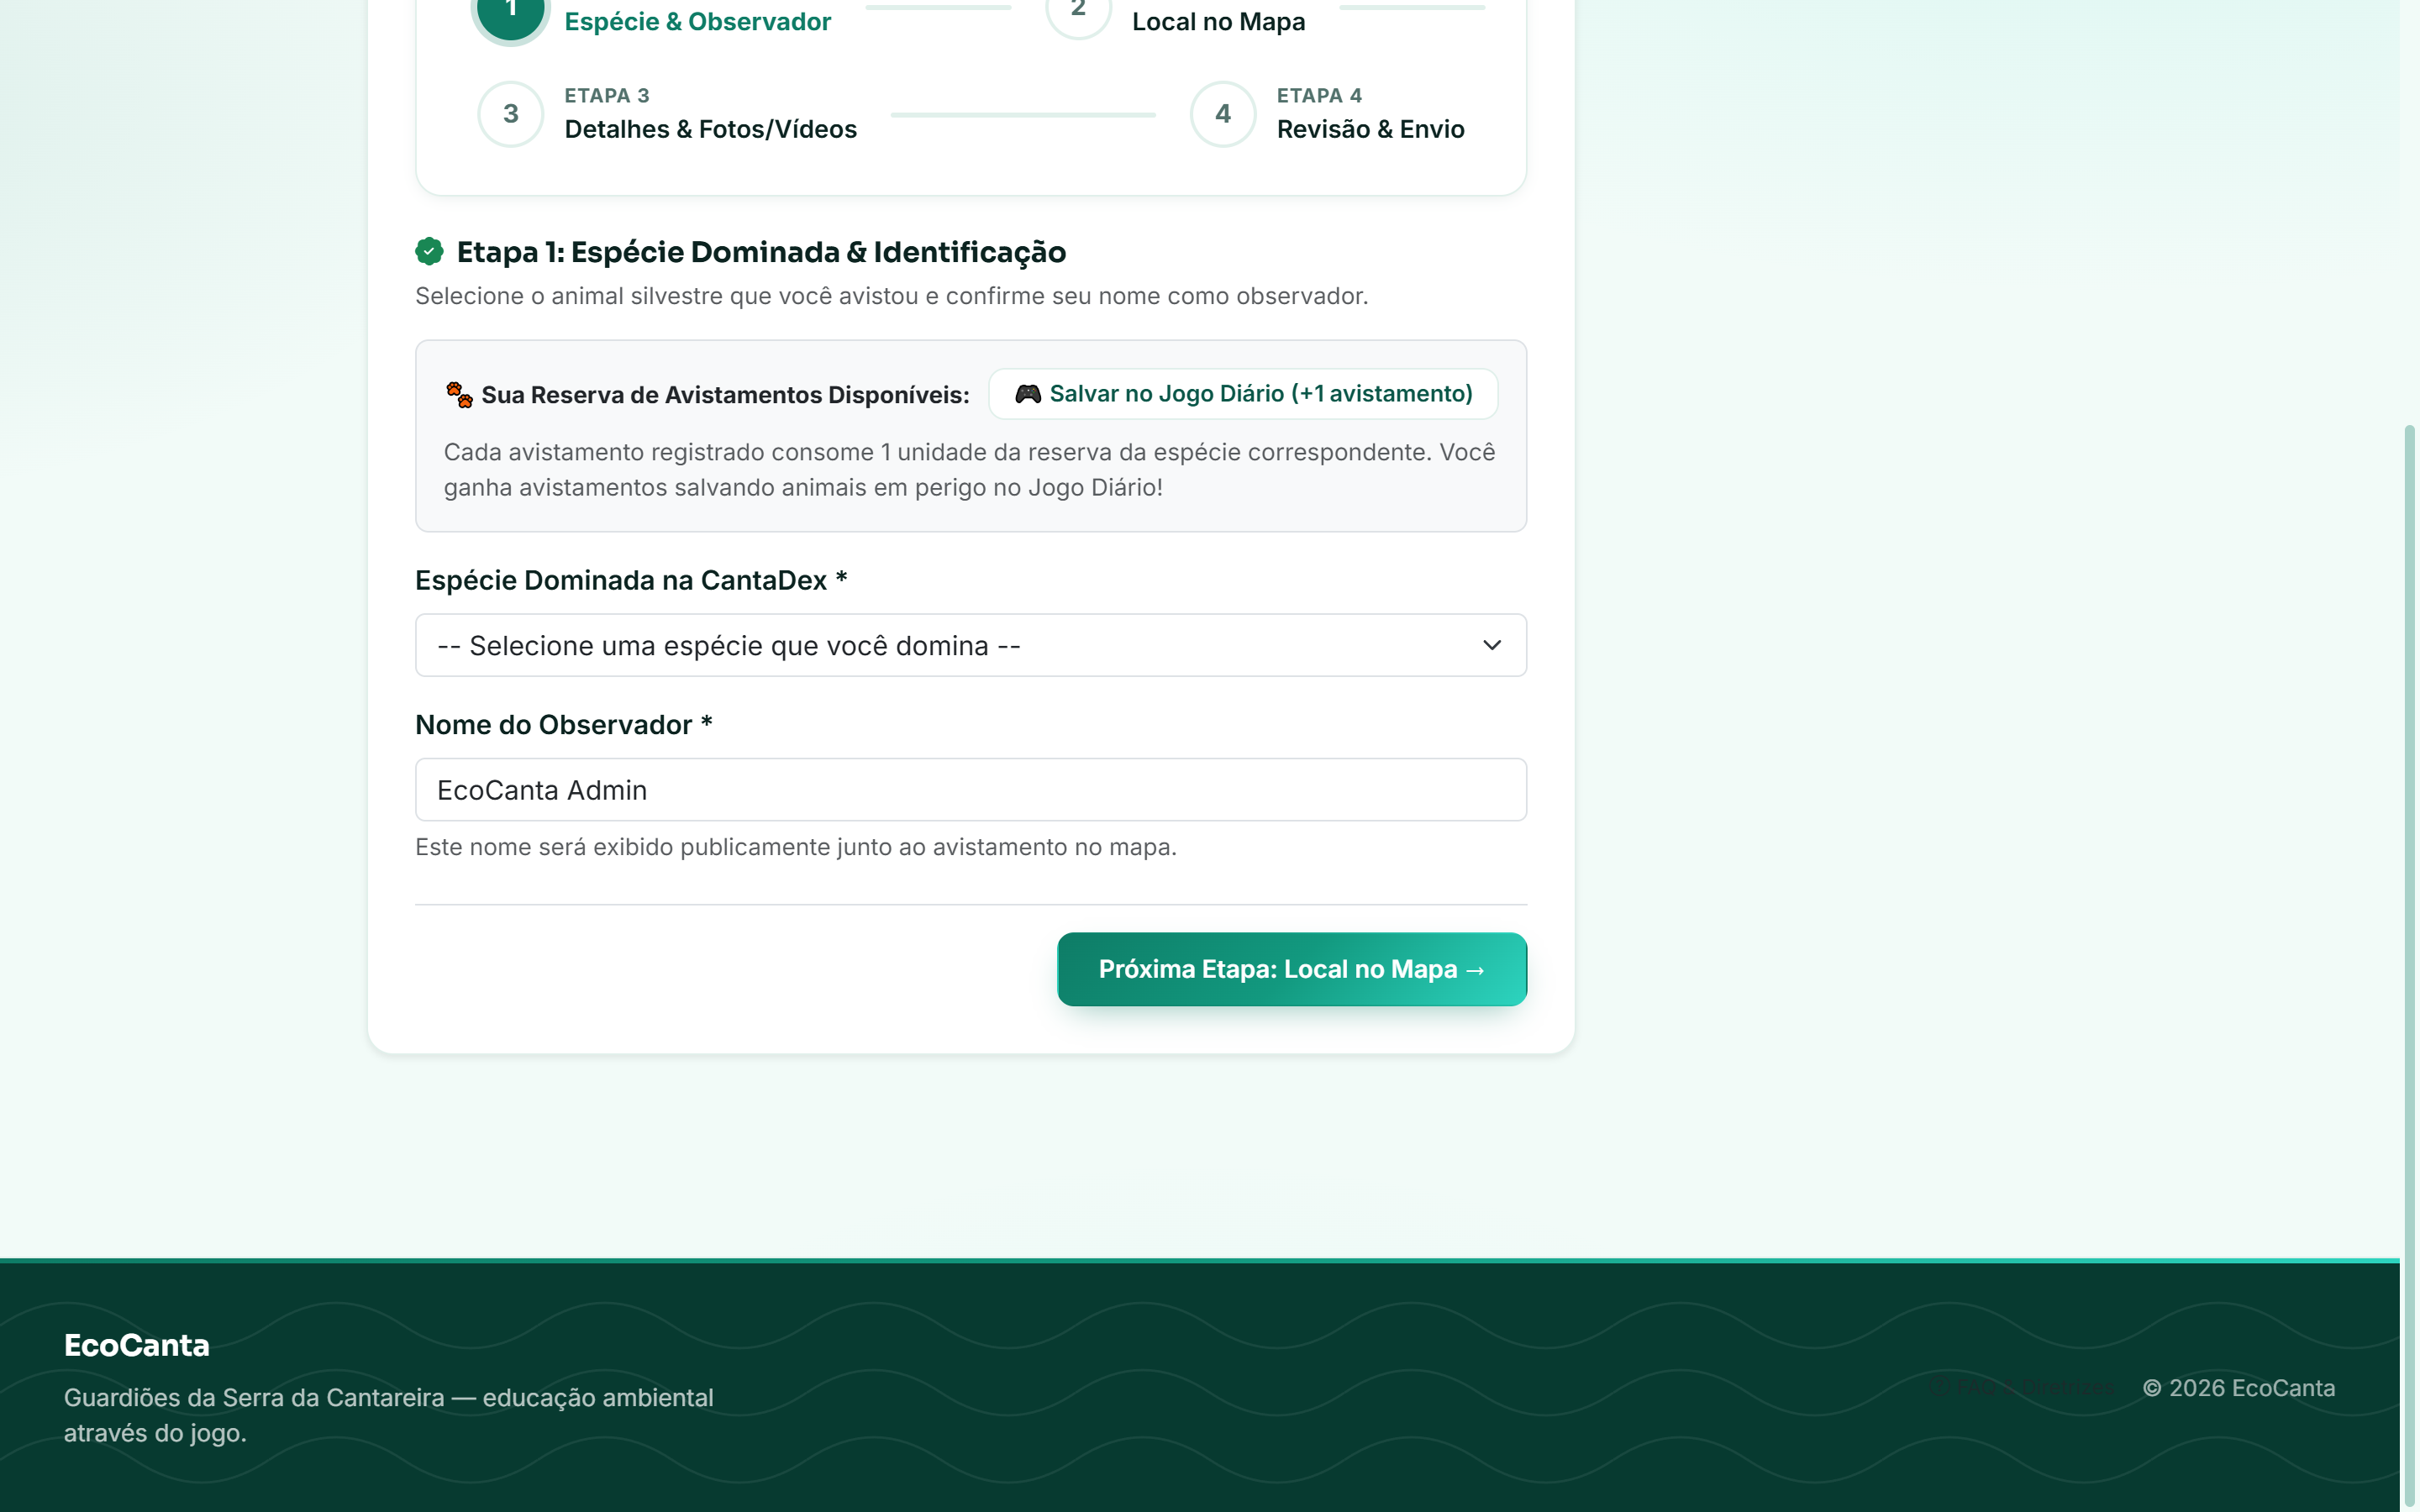 1
Espécie & Observador
2
Local no Mapa
3
ETAPA 3
Detalhes & Fotos/Vídeos
4
ETAPA 4
Revisão & Envio
Etapa 1: Espécie Dominada & Identificação
Selecione o animal silvestre que você avistou e confirme seu nome como observador.
Sua Reserva de Avistamentos Disponíveis:
Salvar no Jogo Diário (+1 avistamento)
Cada avistamento registrado consome 1 unidade da reserva da espécie correspondente. Você
ganha avistamentos salvando animais em perigo no Jogo Diário!
Espécie Dominada na CantaDex *
-- Selecione uma espécie que você domina --
Nome do Observador *
EcoCanta Admin
Este nome será exibido publicamente junto ao avistamento no mapa.
Próxima Etapa: Local no Mapa →
EcoCanta
Guardiões da Serra da Cantareira — educação ambiental
através do jogo.
FAQ & Diretrizes
© 2026 EcoCanta